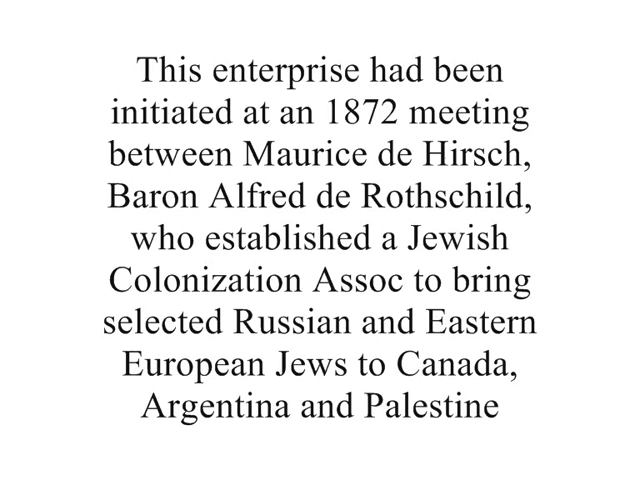 This enterprise had been
initiated at an 1872 meeting
between Maurice de Hirsch,
Baron Alfred de Rothschild,
who established a Jewish
Colonization Assoc to bring
selected Russian and Eastern
European Jews to Canada,
Argentina and Palestine